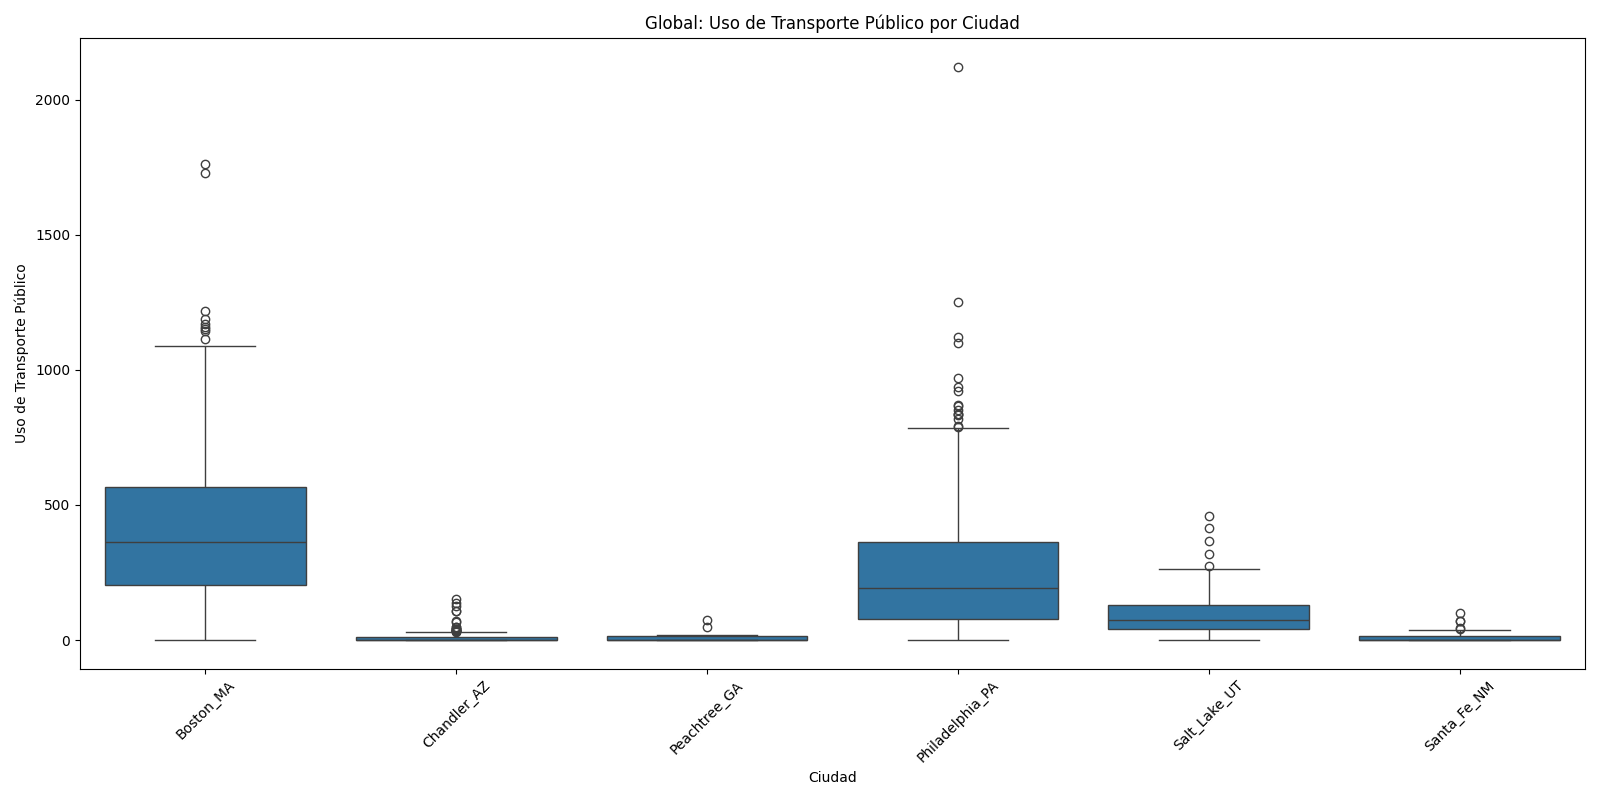 Global: Uso de Transporte Público por Ciudad
Uso de Transporte Público
2000
1500
1000
500
0
Boston_MA
Chandler_AZ
Peachtree_GA
Philadelphia_PA
Salt_Lake_UT
Santa_Fe_NM
Ciudad